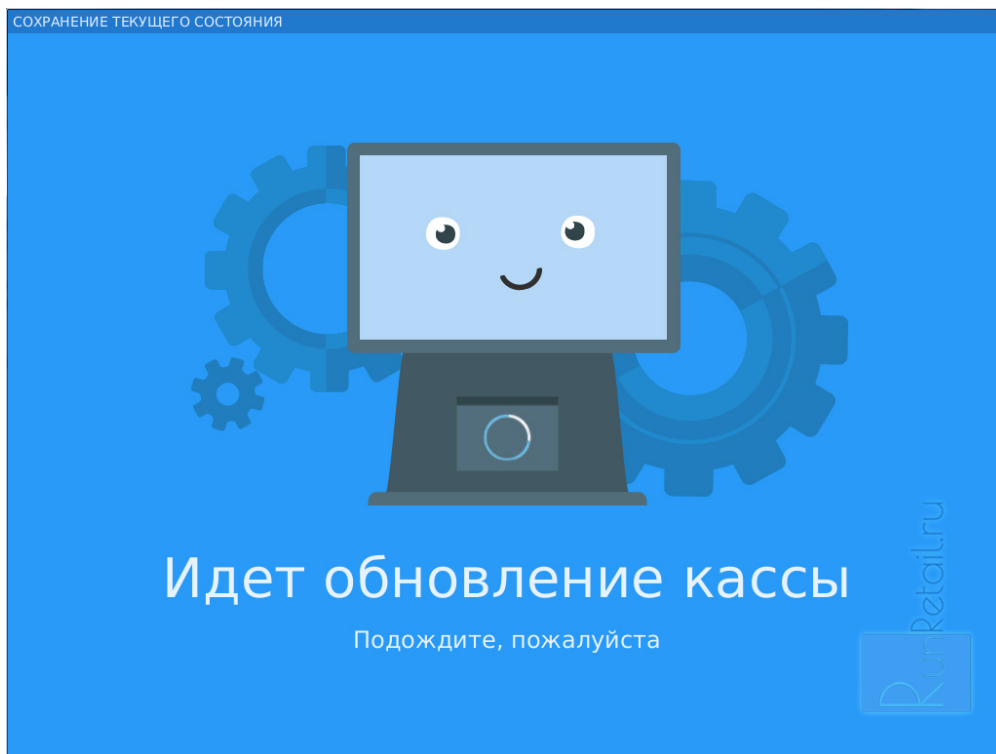 СОХРАНЕНИЕ ТЕКУЩЕГО СОСТОЯНИЯ
Идет обновление кассы
Подождите, пожалуйста
RunRetail.ru